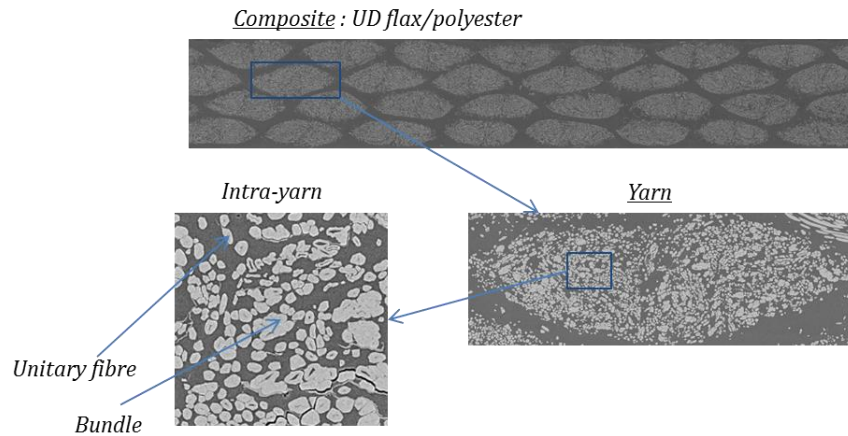 Composite : UD flax/polyester
Intra-yarn
Yarn
Unitary fibre
Bundle